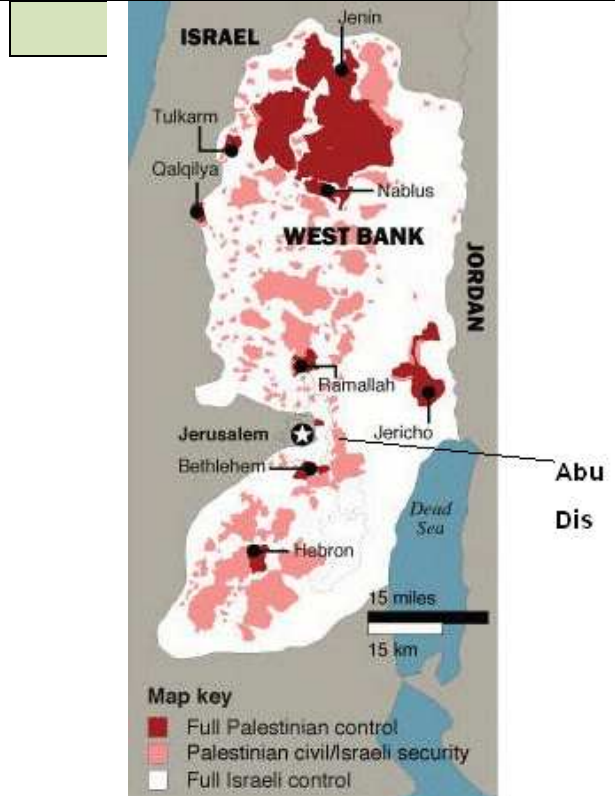 Jenin
ISRAEL
Tulkarm
Qalqilya
Nablus
WEST BANK
JORDAN
Ramallah
Jerusalem
Jericho
Bethlehem
Abu
Dis
Dead
Sea
Hebron
15 miles
15 km
Map key
Full Palestinian control
Palestinian civil/Israeli security
Full Israeli control